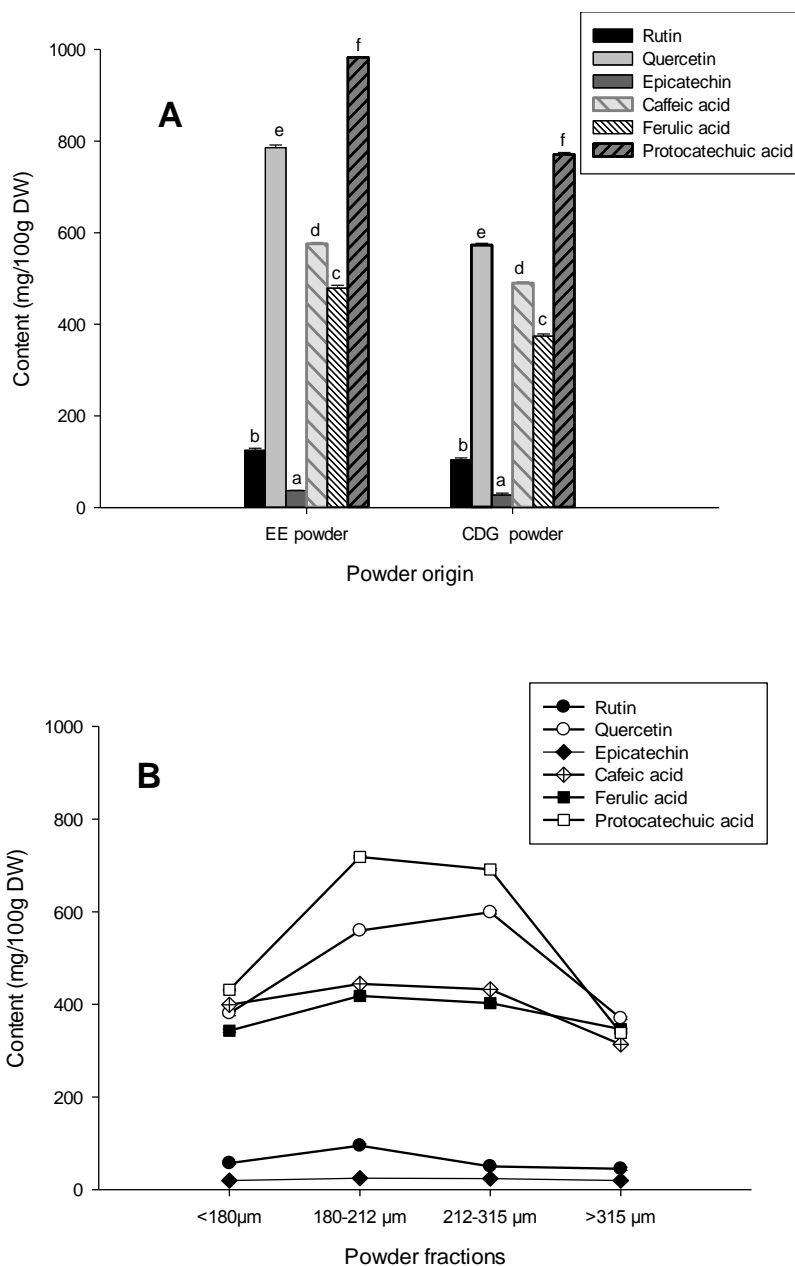 Rutin
Quercetin
Epicatechin
Caffeic acid
Ferulic acid
Protocatechuic acid
A
Content (mg/100g DW)
1000
800
600
400
200
0
b
e
a
d
c
f
b
e
a
d
c
f
EE powder
CDG powder
Powder origin
Rutin
Quercetin
Epicatechin
Cafeic acid
Ferulic acid
Protocatechuic acid
B
Content (mg/100g DW)
1000
800
600
400
200
0
<180µm
180-212 µm
212-315 µm
>315 µm
Powder fractions